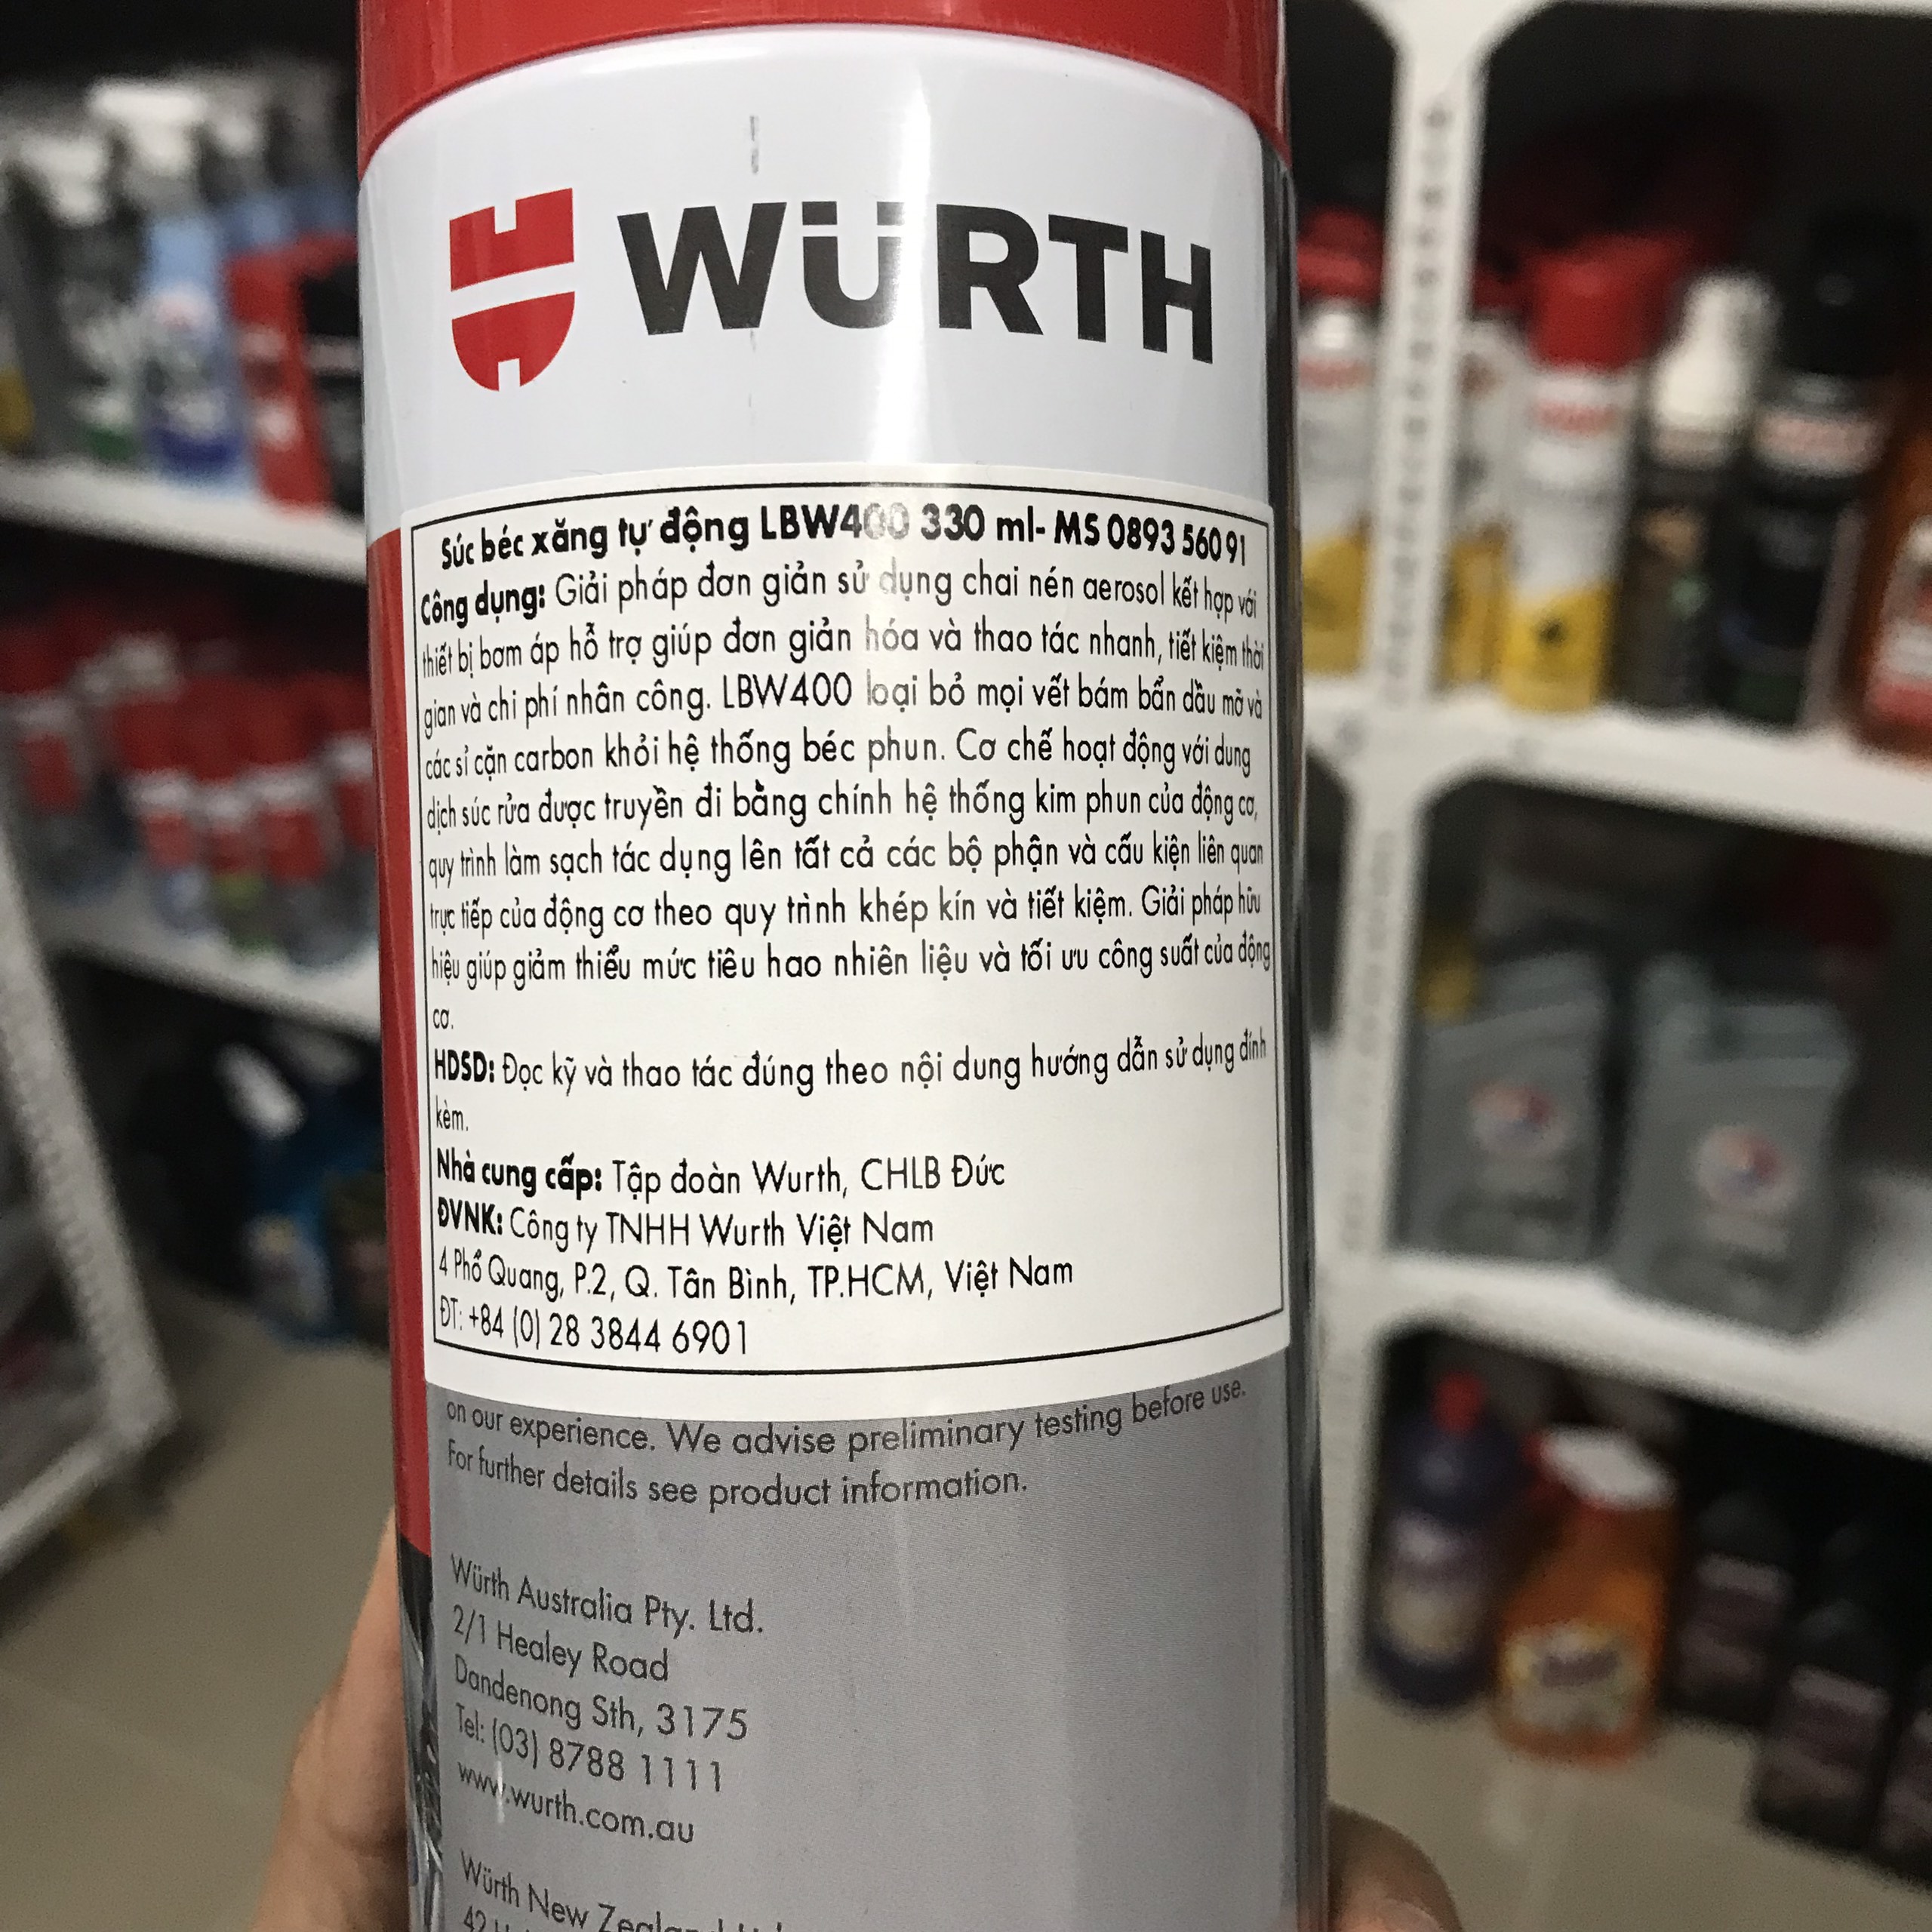 WÜRTH
Súc béc xăng tự động LBW400 330 ml- MS 0893 560 91
Công dụng: Giải pháp đơn giản sử dụng chai nén aerosol kết hợp với
thiết bị bơm áp hỗ trợ giúp đơn giản hóa và thao tác nhanh, tiết kiệm thời
gian và chi phí nhân công. LBW400 loại bỏ mọi vết bám bẩn dầu mỡ và
các sỉ cặn carbon khỏi hệ thống béc phun. Cơ chế hoạt động với dung
dịch súc rửa được truyền đi bằng chính hệ thống kim phun của động cơ,
quy trình làm sạch tác dụng lên tất cả các bộ phận và cấu kiện liên quan
trực tiếp của động cơ theo quy trình khép kín và tiết kiệm. Giải pháp hữu
hiệu giúp giảm thiểu mức tiêu hao nhiên liệu và tối ưu công suất của động
cơ.
HDSD: Đọc kỹ và thao tác đúng theo nội dung hướng dẫn sử dụng đính
kèm.
Nhà cung cấp: Tập đoàn Wurth, CHLB Đức
ĐVNK: Công ty TNHH Wurth Việt Nam
4 Phổ Quang, P.2, Q. Tân Bình, TP.HCM, Việt Nam
ĐT: +84 (0) 28 3844 6901
on our experience. We advise preliminary testing before use.
For further details see product information.
Würth Australia Pty. Ltd.
2/1 Healey Road
Dandenong Sth, 3175
Tel: (03) 8788 1111
www.wurth.com.au
Würth New Zealand
42